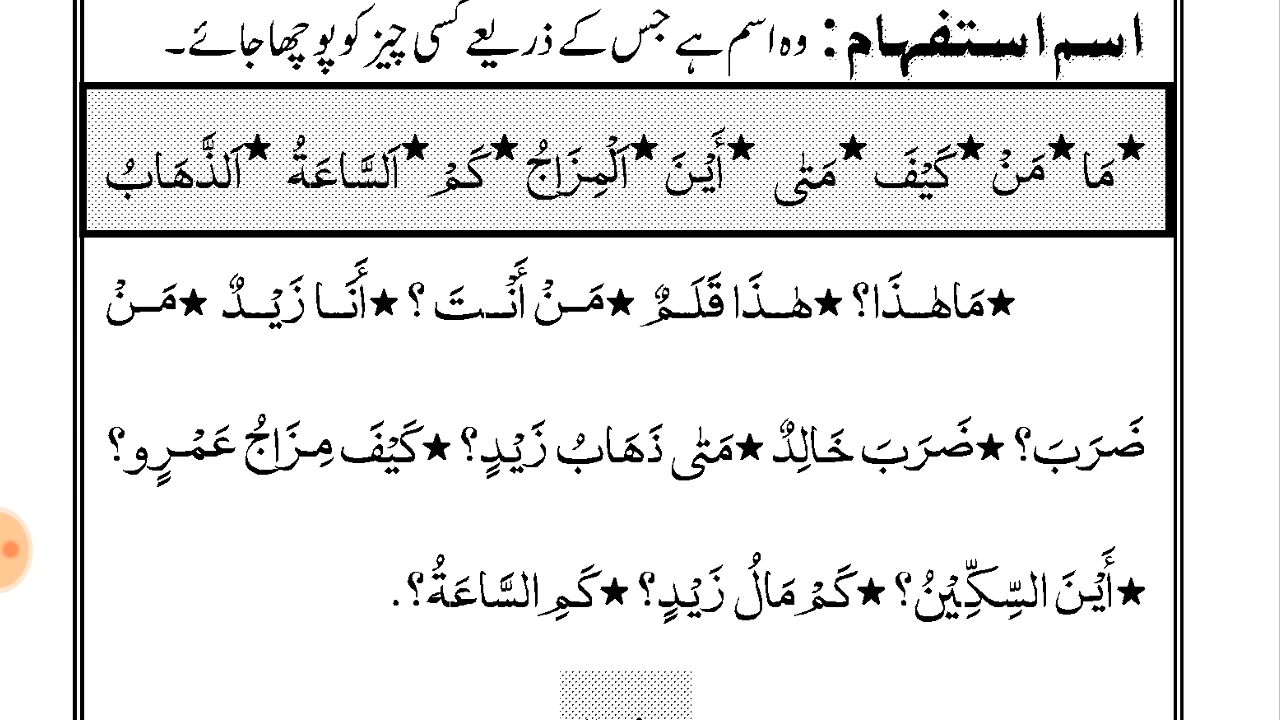 اسم استفہام: وہ اسم ہے جس کے ذریعے کسی چیز کو پوچھا جائے۔
★مَا ★مَنْ ★كَيْفَ ★مَتٰى ★أَيْنَ ★اَلْمِزَاجُ ★كَمْ ★اَلسَّاعَةُ ★اَلذَّهَابُ
★مَاهٰذَا؟ ★هٰذَا قَلَمٌ ★مَنْ أَنْتَ ؟ ★أَنَا زَيْدٌ ★مَنْ
ضَرَبَ؟ ★ضَرَبَ خَالِدٌ ★مَتٰى ذَهَابُ زَيْدٍ؟ ★كَيْفَ مِزَاجُ عَمْرٍو؟
★أَيْنَ السِّكِّيْنُ؟ ★كَمْ مَالُ زَيْدٍ؟ ★كَمِ السَّاعَةُ؟.